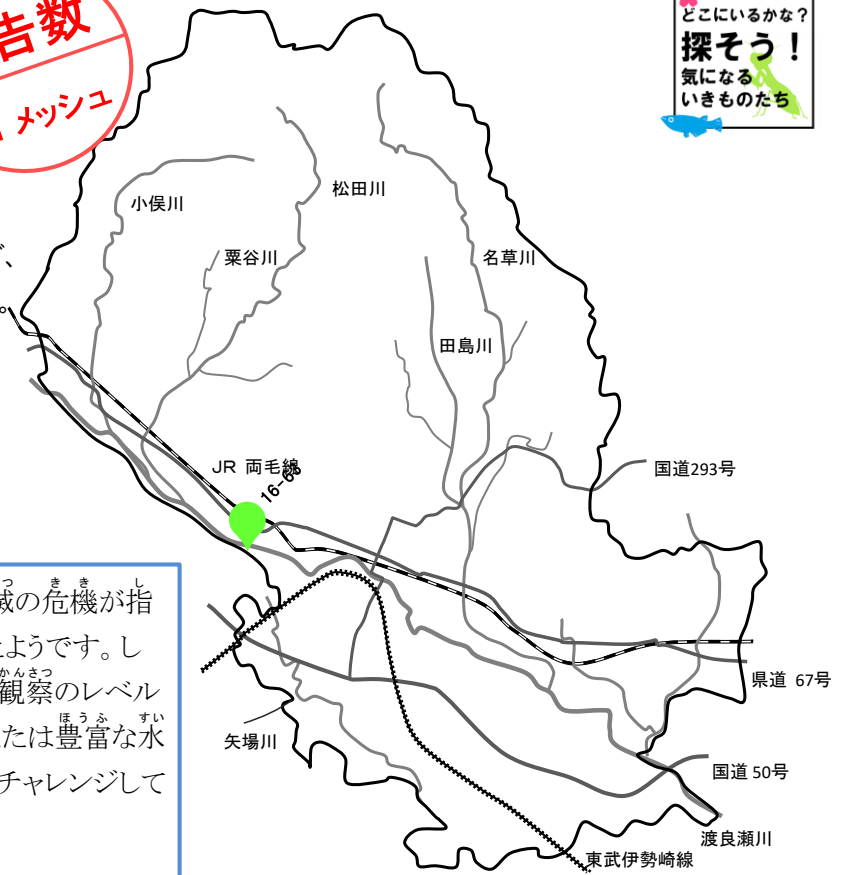 告数
メッシュ
どこにいるかな？
探そう！
気になる
いきものたち
小俣川
松田川
粟谷川
名草川
田島川
JR 両毛線
16-63
国道293号
県道 67号
国道 50号
渡良瀬川
東武伊勢崎線
矢場川
、
。
滅の危機が指
ようです。し
観察のレベル
たは豊富な水
チャレンジして